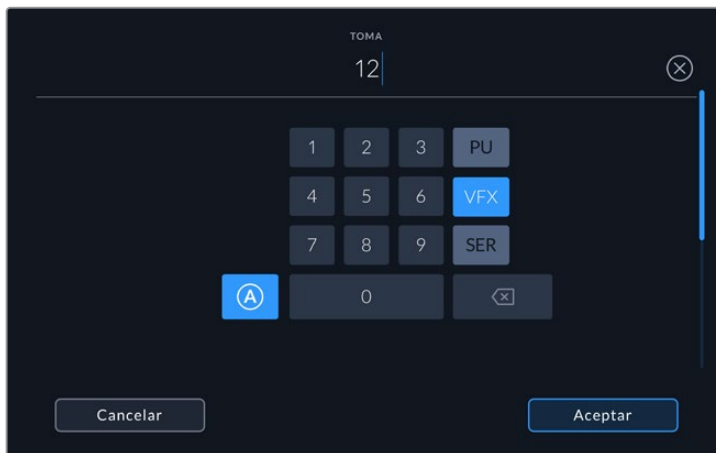 TOMA
12
1 2 3 PU
4 5 6 VFX
7 8 9 SER
A 0
Cancelar Aceptar